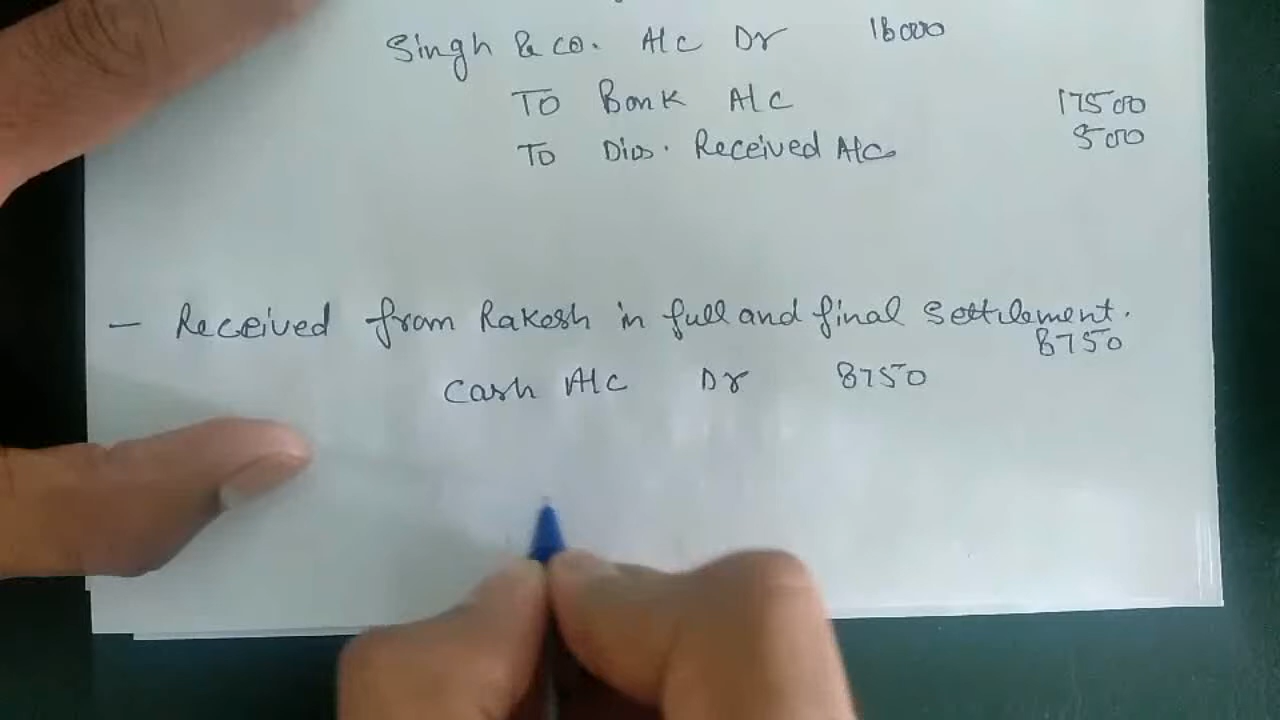 Singh & co. A/c Dr 18000
To Bank A/c 17500
To Dis. Received A/c 500
— Received from Rakesh in full and final Settlement.
8750
Cash A/c Dr 8750